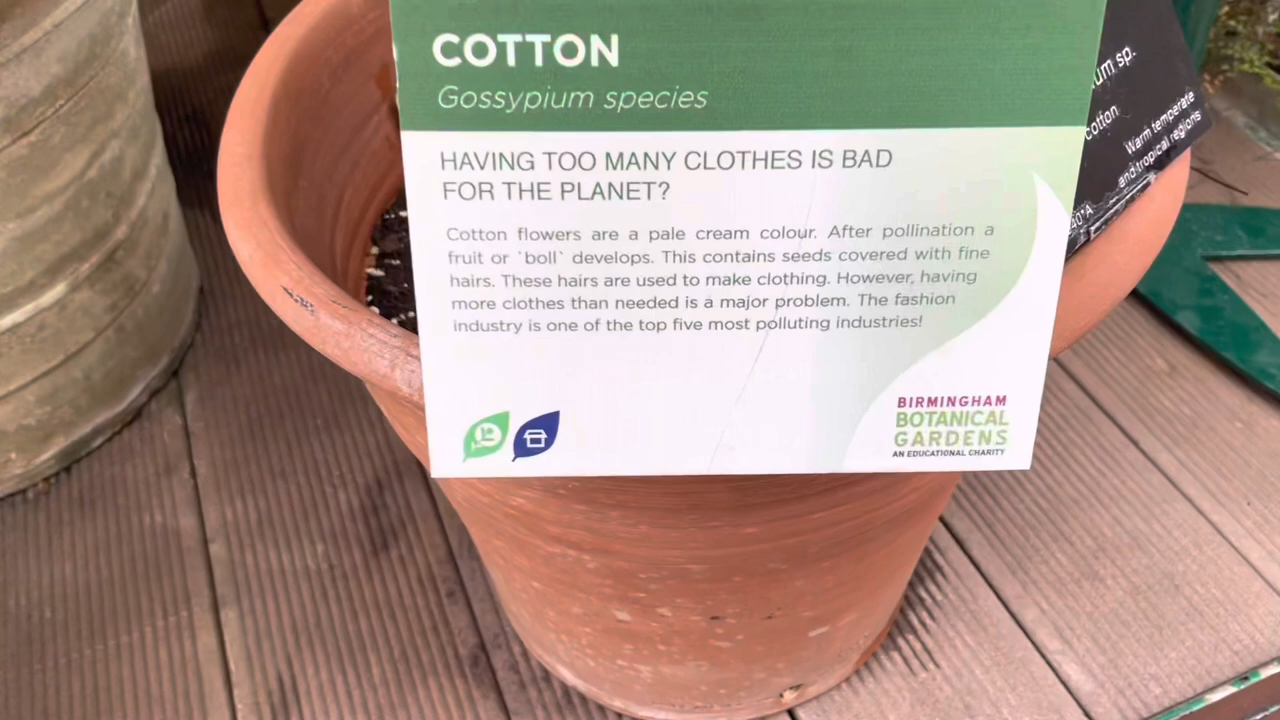 COTTON
Gossypium species
HAVING TOO MANY CLOTHES IS BAD
FOR THE PLANET?
Cotton flowers are a pale cream colour. After pollination a
fruit or `boll` develops. This contains seeds covered with fine
hairs. These hairs are used to make clothing. However, having
more clothes than needed is a major problem. The fashion
industry is one of the top five most polluting industries!
BIRMINGHAM
BOTANICAL
GARDENS
AN EDUCATIONAL CHARITY
um sp.
cotton
Warm temperate
and tropical regions